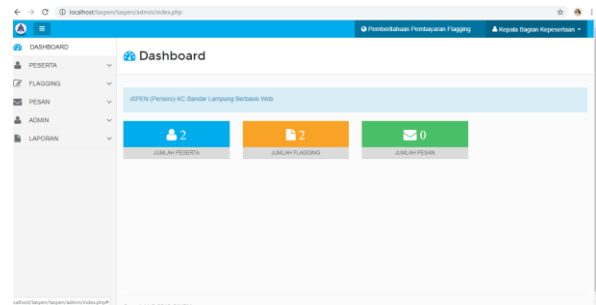 localhost/taspen/taspen/admin/index.php
Pemberitahuan Pembayaran Flagging
Kepala Bagian Kepesertaan
DASHBOARD
PESERTA
FLAGGING
PESAN
ADMIN
LAPORAN
Dashboard
ASPEN (Persero) KC Bandar Lampung Berbasis Web
2
JUMLAH PESERTA
2
JUMLAH FLAGGING
0
JUMLAH PESAN
alhost/taspen/taspen/admin/index.php#